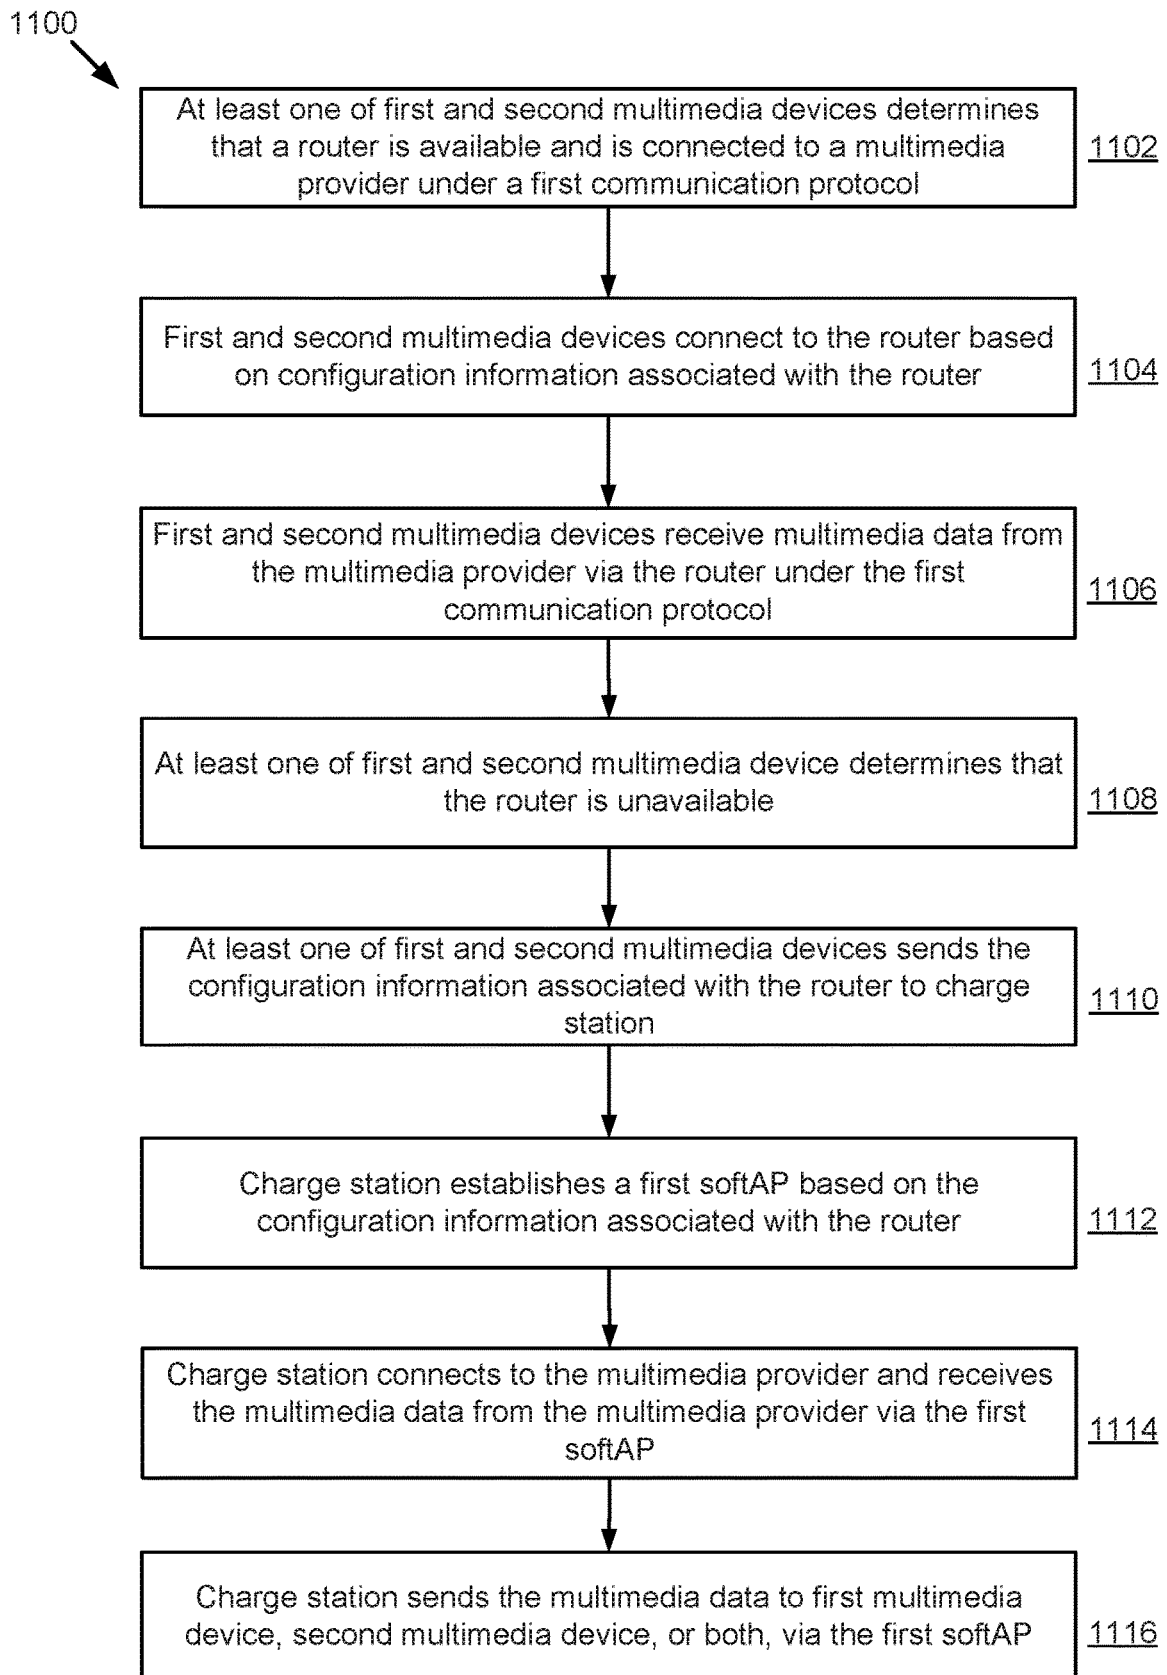 1100
At least one of first and second multimedia devices determines
that a router is available and is connected to a multimedia
provider under a first communication protocol
1102
First and second multimedia devices connect to the router based
on configuration information associated with the router
1104
First and second multimedia devices receive multimedia data from
the multimedia provider via the router under the first
communication protocol
1106
At least one of first and second multimedia device determines that
the router is unavailable
1108
At least one of first and second multimedia devices sends the
configuration information associated with the router to charge
station
1110
Charge station establishes a first softAP based on the
configuration information associated with the router
1112
Charge station connects to the multimedia provider and receives
the multimedia data from the multimedia provider via the first
softAP
1114
Charge station sends the multimedia data to first multimedia
device, second multimedia device, or both, via the first softAP
1116